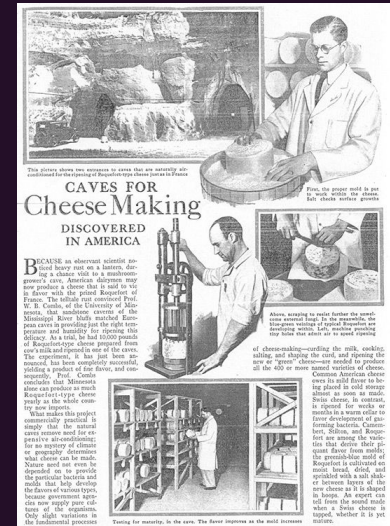 This picture shows two entrances to caves that are naturally air-
conditioned for the ripening of Roquefort-type cheese just as in France
First, the proper mold is put
to work within the cheese.
Salt checks surface growths
CAVES FOR
Cheese Making
DISCOVERED
IN AMERICA
BECAUSE an observant scientist no-
ticed heavy rust on a lantern, dur-
ing a chance visit to a mushroom-
grower's cave, American dairymen may
now produce a cheese that is said to vie
in flavor with the prized Roquefort of
France. The telltale rust convinced Prof.
W. B. Combs, of the University of Min-
nesota, that sandstone caverns of the
Mississippi River bluffs matched Euro-
pean caves in providing just the right tem-
perature and humidity for ripening this
delicacy. As a trial, he had 10,000 pounds
of Roquefort-type cheese prepared from
cow's milk and ripened in one of the caves.
The experiment, it has just been an-
nounced, has been completely successful,
yielding a product of fine flavor, and con-
sequently, Prof. Combs
concludes that Minnesota
alone can produce as much
Roquefort-type cheese
yearly as the whole coun-
try now imports.
What makes this project
commercially practical is
simply that the natural
caves remove need for ex-
pensive air-conditioning;
for no mystery of climate
or geography determines
what cheese can be made.
Nature need not even be
depended on to provide
the particular bacteria and
molds that help develop
the flavors of various types,
because government agen-
cies now supply pure cul-
tures of the organisms.
Only slight variations in
the fundamental processes
Above, scraping to resist further the unwel-
come external fungi. In the meanwhile, the
blue-green veinings of typical Roquefort are
developing within. Left, machine punching
tiny holes that admit air to speed ripening
of cheese-making—curdling the milk, cooking,
salting, and shaping the curd, and ripening the
new or "green" cheese—are needed to produce
all the 400 or more named varieties of cheese.
Common American cheese
owes its mild flavor to be-
ing placed in cold storage
almost as soon as made.
Swiss cheese, in contrast,
is ripened for weeks or
months in a warm cellar to
favor development of gas-
forming bacteria. Camem-
bert, Stilton, and Roque-
fort are among the varie-
ties that derive their pi-
quant flavor from molds;
the greenish-blue mold of
Roquefort is cultivated on
moist bread, dried, and
sprinkled with a salt shak-
er between layers of the
new cheese as it is shaped
in hoops. An expert can
tell from the sound made
when a Swiss cheese is
tapped, whether it is yet
mature.
Testing for maturity, in the cave. The flavor improves as the mold increases